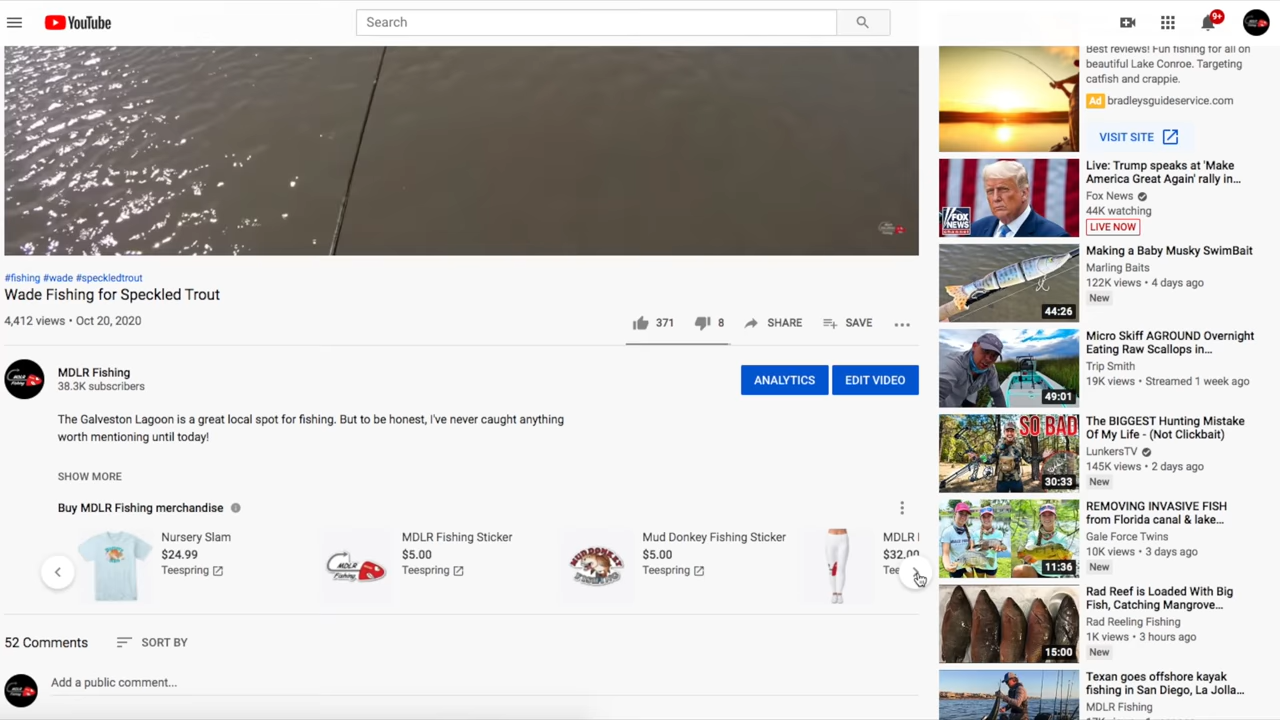 YouTube
Search
9+
#fishing #wade #speckledtrout
Wade Fishing for Speckled Trout
4,412 views • Oct 20, 2020
371
8
SHARE
SAVE
MDLR Fishing
38.3K subscribers
ANALYTICS
EDIT VIDEO
The Galveston Lagoon is a great local spot for fishing. But to be honest, I've never caught anything
worth mentioning until today!
SHOW MORE
Buy MDLR Fishing merchandise
Nursery Slam
$24.99
Teespring
MDLR Fishing Sticker
$5.00
Teespring
Mud Donkey Fishing Sticker
$5.00
Teespring
MDLR
$32.00
52 Comments
SORT BY
Add a public comment...
Best reviews! Fun fishing for all on
beautiful Lake Conroe. Targeting
catfish and crappie.
Ad bradleysguideservice.com
VISIT SITE
FOX
NEWS
Live: Trump speaks at 'Make
America Great Again' rally in...
Fox News
44K watching
LIVE NOW
44:26
Making a Baby Musky SwimBait
Marling Baits
122K views • 4 days ago
New
49:01
Micro Skiff AGROUND Overnight
Eating Raw Scallops in...
Trip Smith
19K views • Streamed 1 week ago
SO BAD
30:33
The BIGGEST Hunting Mistake
Of My Life - (Not Clickbait)
LunkersTV
145K views • 2 days ago
New
11:36
REMOVING INVASIVE FISH
from Florida canal & lake...
Gale Force Twins
10K views • 3 days ago
New
15:00
Rad Reef is Loaded With Big
Fish, Catching Mangrove...
Rad Reeling Fishing
1K views • 3 hours ago
New
Texan goes offshore kayak
fishing in San Diego, La Jolla...
MDLR Fishing